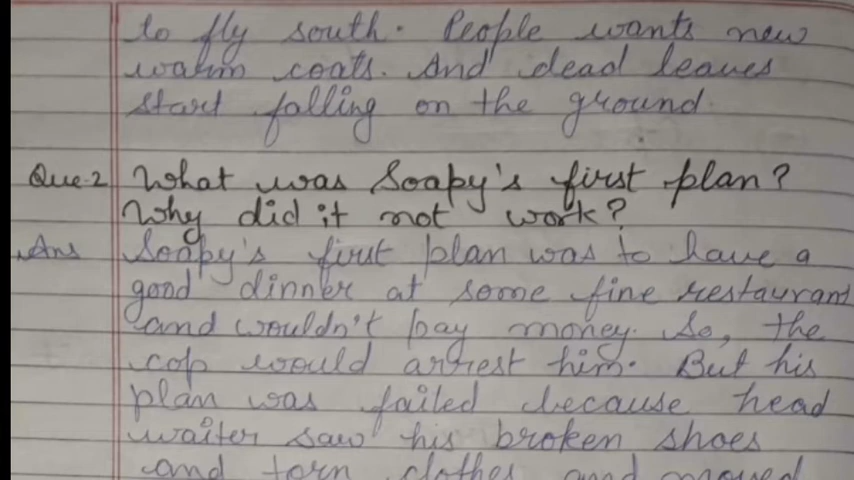 to fly south. People wants new
warm coats. And dead leaves
start falling on the ground.
Que.2 What was Soapy's first plan?
Why did it not work?
Ans Soapy's first plan was to have a
good dinner at some fine restaurant
and wouldn't pay money. So, the
cop would arrest him. But his
plan was failed because head
waiter saw his broken shoes
and torn clothes and moved